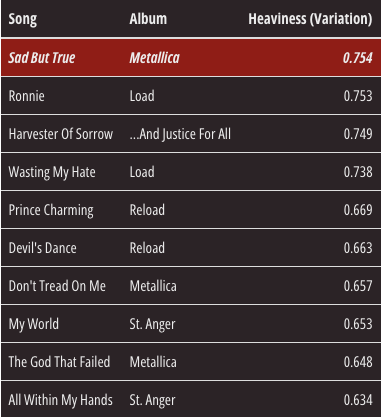 Song Album Heaviness (Variation)
Sad But True Metallica 0.754
Ronnie Load 0.753
Harvester Of Sorrow ...And Justice For All 0.749
Wasting My Hate Load 0.738
Prince Charming Reload 0.669
Devil's Dance Reload 0.663
Don't Tread On Me Metallica 0.657
My World St. Anger 0.653
The God That Failed Metallica 0.648
All Within My Hands St. Anger 0.634